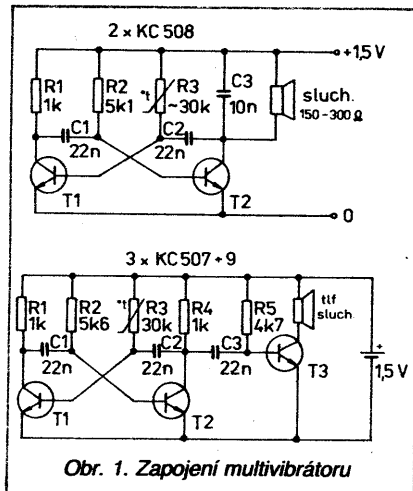 2 x KC 508
+1,5 V
R1
1k
R2
5k1
*t
R3
~30k
C3
10n
sluch.
150-300 Ω
C1
22n
C2
22n
T1
T2
0
3 x KC 507÷9
R1
1k
R2
5k6
*t
R3
30k
R4
1k
R5
4k7
tlf
sluch.
C1
22n
C2
22n
C3
22n
T3
+
1,5 V
T1
T2
Obr. 1. Zapojení multivibrátoru